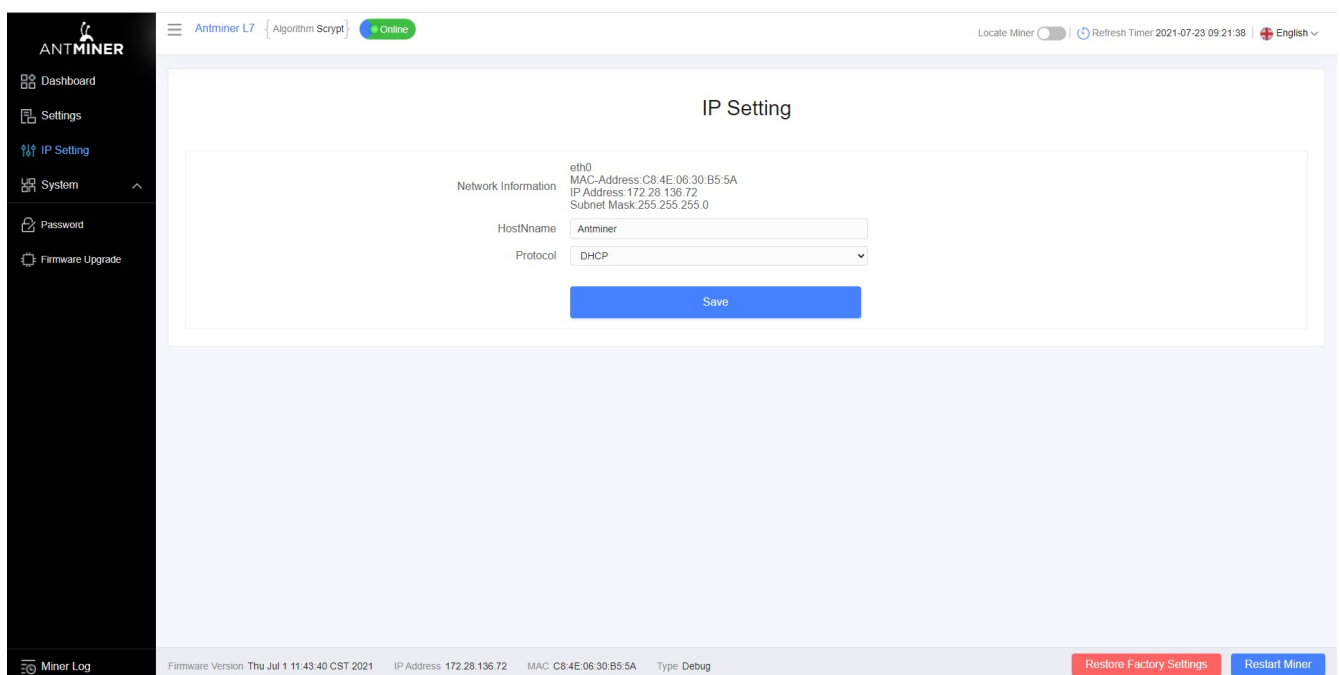 ANTMINER
Antminer L7 { Algorithm Scrypt } Online
Locate Miner Refresh Timer 2021-07-23 09:21:38 English
Dashboard
Settings
IP Setting
System
Password
Firmware Upgrade
Miner Log
IP Setting
Network Information
eth0
MAC-Address:C8:4E:06:30:B5:5A
IP Address:172.28.136.72
Subnet Mask:255.255.255.0
HostNname Antminer
Protocol DHCP
Save
Firmware Version Thu Jul 1 11:43:40 CST 2021 IP Address 172.28.136.72 MAC C8:4E:06:30:B5:5A Type Debug
Restore Factory Settings Restart Miner